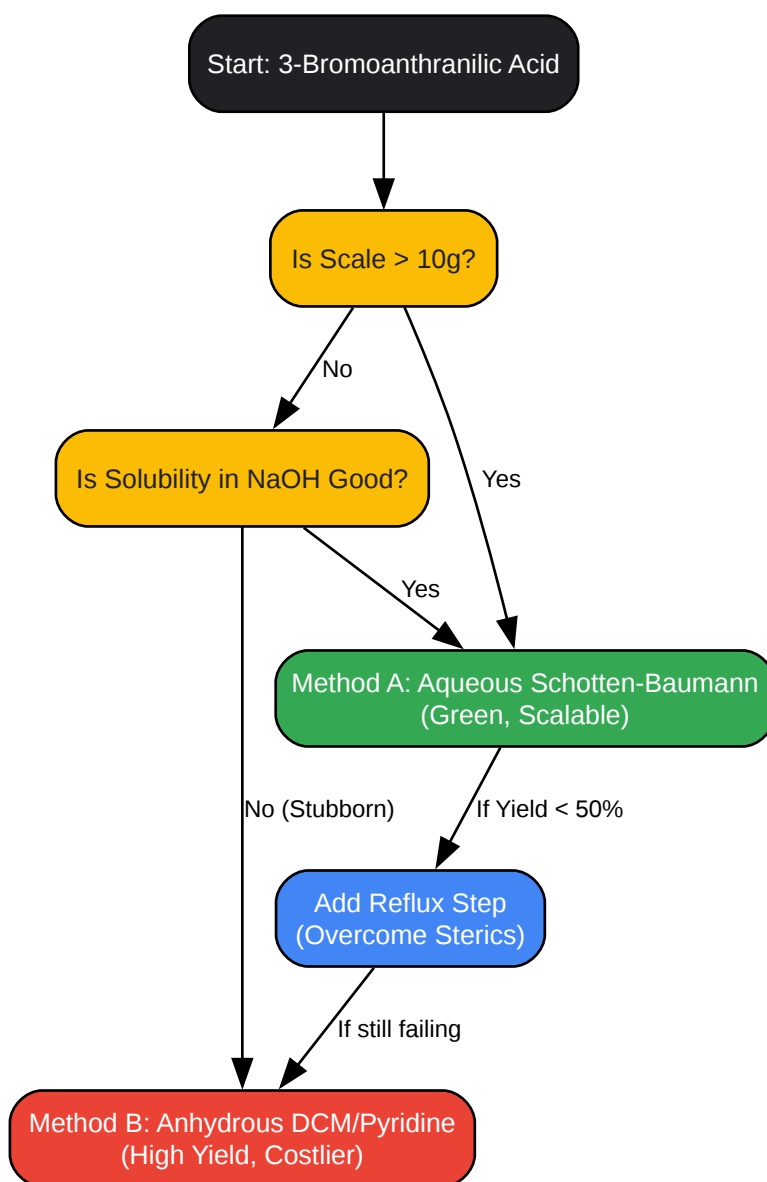 Start: 3-Bromoanthranilic Acid
Is Scale > 10g?
No
Is Solubility in NaOH Good?
Yes
Yes
Method A: Aqueous Schotten-Baumann
(Green, Scalable)
No (Stubborn)
If Yield < 50%
Add Reflux Step
(Overcome Sterics)
If still failing
Method B: Anhydrous DCM/Pyridine
(High Yield, Costlier)